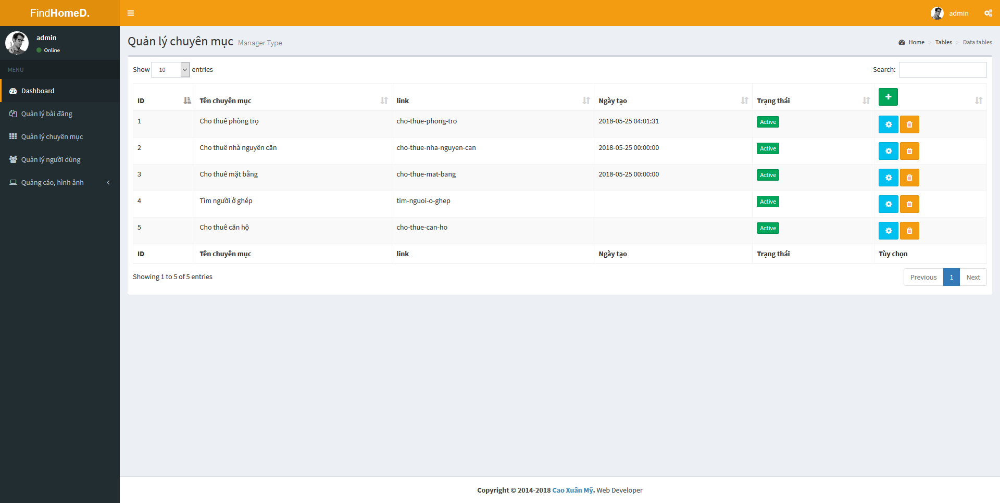 FindHomeD.
admin
admin
Online
MENU
Dashboard
Quản lý bài đăng
Quản lý chuyên mục
Quản lý người dùng
Quảng cáo, hình ảnh
Quản lý chuyên mục Manager Type
Home > Tables > Data tables
Show 10 entries
Search:
ID Tên chuyên mục link Ngày tạo Trạng thái
1 Cho thuê phòng trọ cho-thue-phong-tro 2018-05-25 04:01:31 Active
2 Cho thuê nhà nguyên căn cho-thue-nha-nguyen-can 2018-05-25 00:00:00 Active
3 Cho thuê mặt bằng cho-thue-mat-bang 2018-05-25 00:00:00 Active
4 Tìm người ở ghép tim-nguoi-o-ghep Active
5 Cho thuê căn hộ cho-thue-can-ho Active
ID Tên chuyên mục link Ngày tạo Trạng thái Tùy chọn
Showing 1 to 5 of 5 entries
Previous 1 Next
Copyright © 2014-2018 Cao Xuân Mỹ. Web Developer